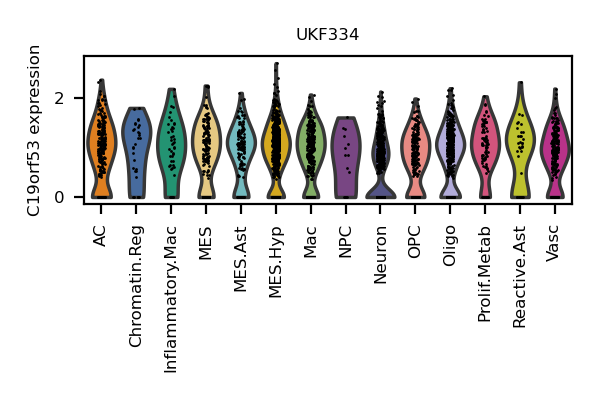 UKF334
C19orf53 expression
2
0
AC
Chromatin.Reg
Inflammatory.Mac
MES
MES.Ast
MES.Hyp
Mac
NPC
Neuron
OPC
Oligo
Prolif.Metab
Reactive.Ast
Vasc